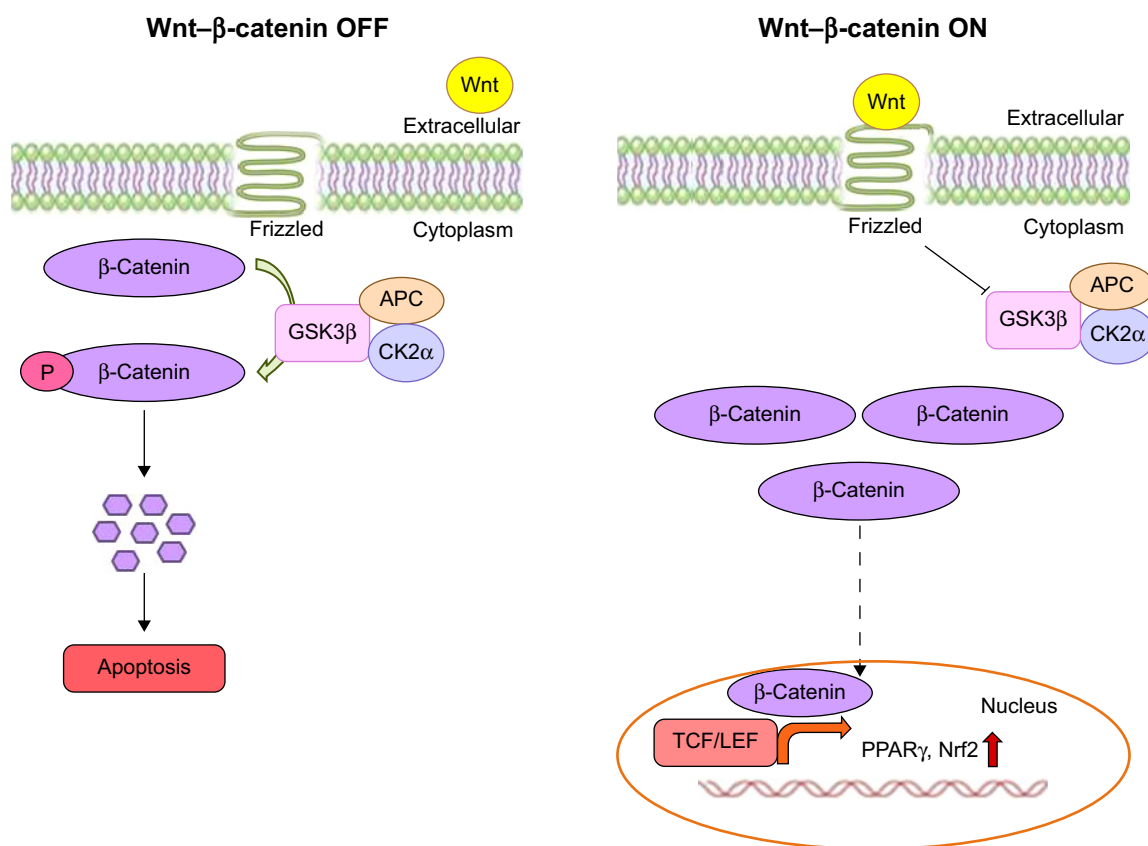 Wnt–β-catenin OFF
Wnt
Extracellular
Frizzled
Cytoplasm
β-Catenin
APC
GSK3β
CK2α
P
β-Catenin
Apoptosis
Wnt–β-catenin ON
Wnt
Extracellular
Frizzled
Cytoplasm
APC
GSK3β
CK2α
β-Catenin
β-Catenin
β-Catenin
β-Catenin
Nucleus
TCF/LEF
PPARγ, Nrf2